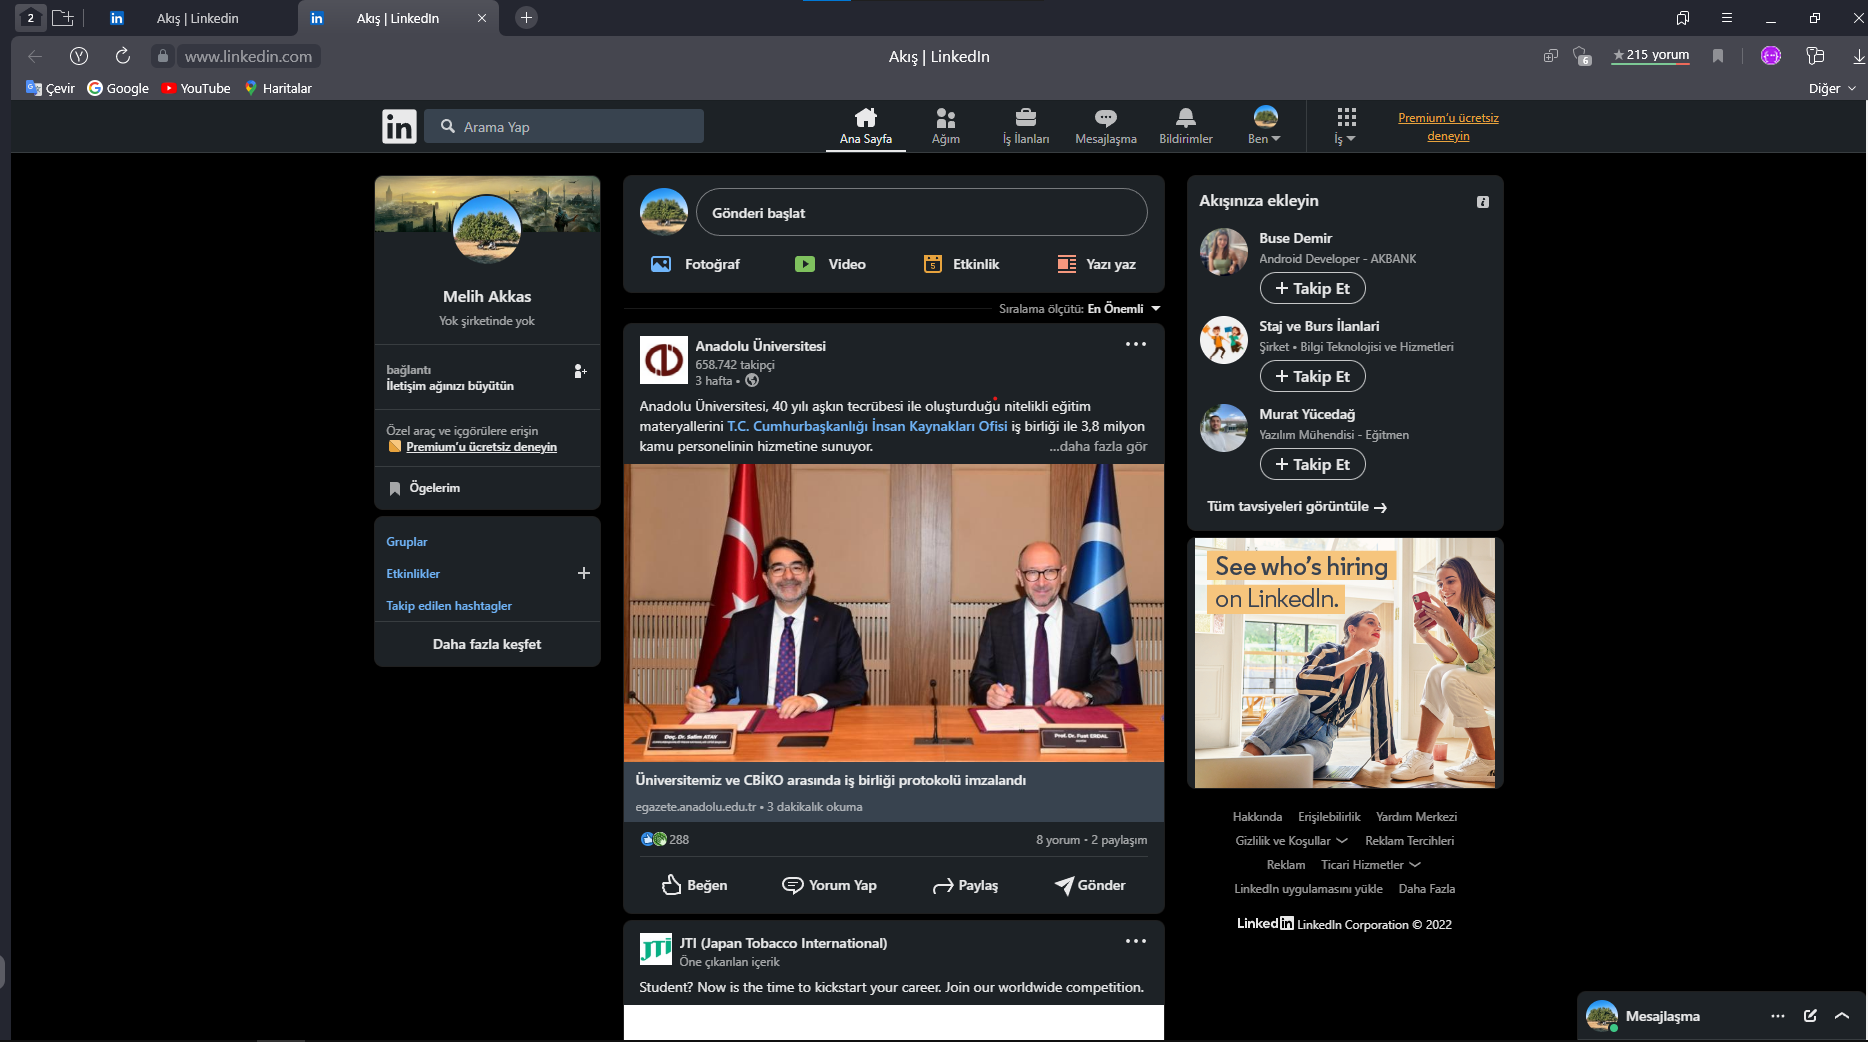 2
Akış | Linkedin
Akış | LinkedIn
www.linkedin.com
Akış | LinkedIn
6
215 yorum
Çevir
Google
YouTube
Haritalar
Diğer
in
Arama Yap
Ana Sayfa
Ağım
İş İlanları
Mesajlaşma
Bildirimler
Ben
İş
Premium'u ücretsiz
deneyin
Melih Akkas
Yok şirketinde yok
bağlantı
İletişim ağınızı büyütün
Özel araç ve içgörülere erişin
Premium'u ücretsiz deneyin
Ögelerim
Gruplar
Etkinlikler
Takip edilen hashtagler
Daha fazla keşfet
Gönderi başlat
Fotoğraf
Video
Etkinlik
Yazı yaz
Sıralama ölçütü: En Önemli
Anadolu Üniversitesi
658.742 takipçi
3 hafta •
Anadolu Üniversitesi, 40 yılı aşkın tecrübesi ile oluşturduğu nitelikli eğitim
materyallerini T.C. Cumhurbaşkanlığı İnsan Kaynakları Ofisi iş birliği ile 3,8 milyon
kamu personelinin hizmetine sunuyor.
...daha fazla gör
Doç. Dr. Salim ATAY
Prof. Dr. Fuat ERDAL
Üniversitemiz ve CBİKO arasında iş birliği protokolü imzalandı
egazete.anadolu.edu.tr • 3 dakikalık okuma
288
8 yorum • 2 paylaşım
Beğen
Yorum Yap
Paylaş
Gönder
JTI
JTI (Japan Tobacco International)
Öne çıkarılan içerik
Student? Now is the time to kickstart your career. Join our worldwide competition.
Akışınıza ekleyin
Buse Demir
Android Developer - AKBANK
+ Takip Et
Staj ve Burs İlanlari
Şirket • Bilgi Teknolojisi ve Hizmetleri
+ Takip Et
Murat Yücedağ
Yazılım Mühendisi - Eğitmen
+ Takip Et
Tüm tavsiyeleri görüntüle →
See who's hiring
on LinkedIn.
Hakkında
Erişilebilirlik
Yardım Merkezi
Gizlilik ve Koşullar
Reklam Tercihleri
Reklam
Ticari Hizmetler
LinkedIn uygulamasını yükle
Daha Fazla
Linkedin LinkedIn Corporation © 2022
Mesajlaşma